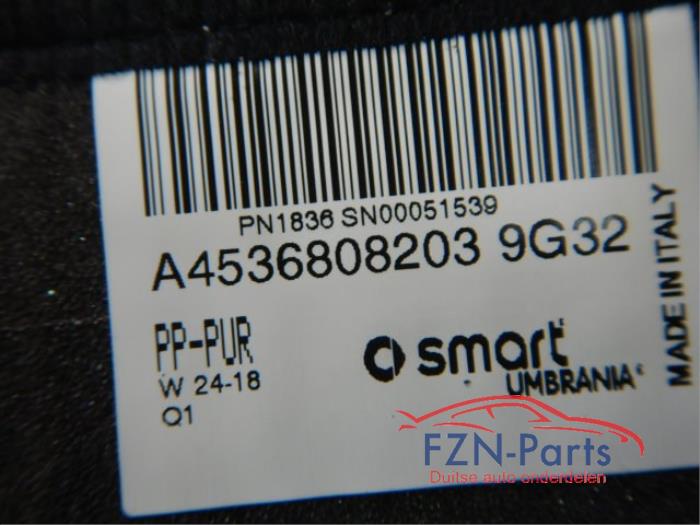 PN1836 SN00051539
A4536808203 9G32
PP-PUR
W 24-18
Q1
smart
UMBRANIA
MADE IN ITALY
FZN-Parts
Duitse auto onderdelen